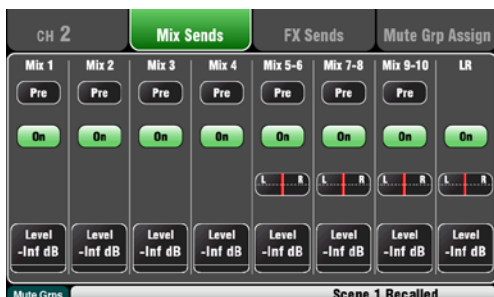 CH 2 Mix Sends FX Sends Mute Grp Assign
Mix 1 Mix 2 Mix 3 Mix 4 Mix 5-6 Mix 7-8 Mix 9-10 LR
Pre Pre Pre Pre Pre Pre Pre
On On On On On On On On
L R L R L R L R
Level Level Level Level Level Level Level Level
-Inf dB -Inf dB -Inf dB -Inf dB -Inf dB -Inf dB -Inf dB -Inf dB
Mute Grps Scene 1 Recalled